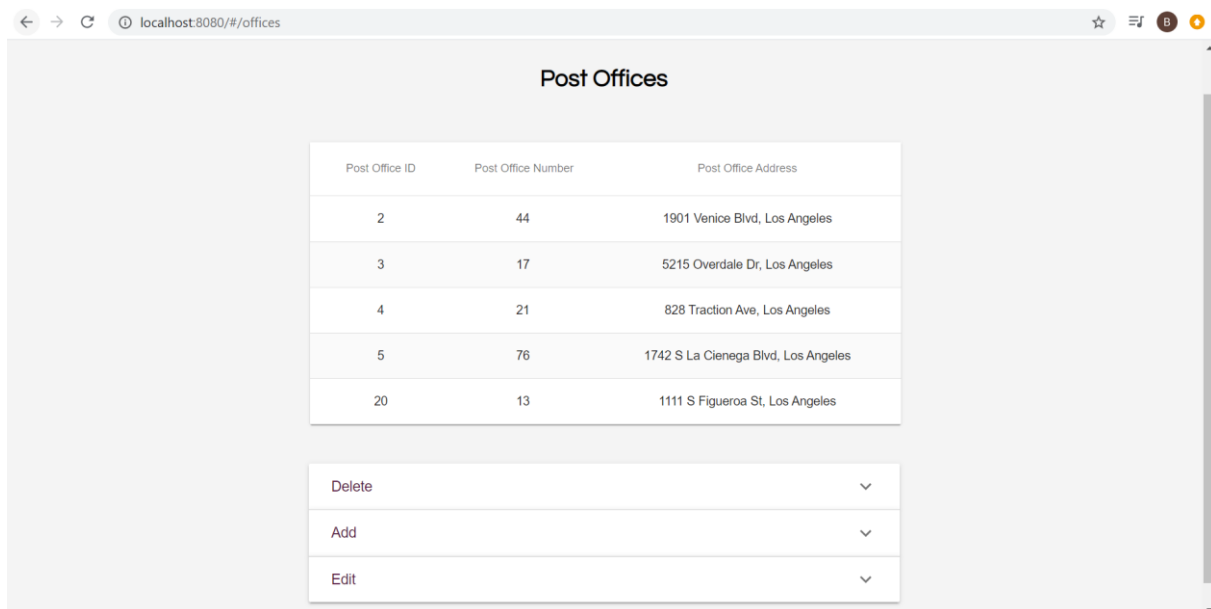 localhost:8080/#/offices
B
Post Offices
Post Office ID Post Office Number Post Office Address
2 44 1901 Venice Blvd, Los Angeles
3 17 5215 Overdale Dr, Los Angeles
4 21 828 Traction Ave, Los Angeles
5 76 1742 S La Cienega Blvd, Los Angeles
20 13 1111 S Figueroa St, Los Angeles
Delete
Add
Edit